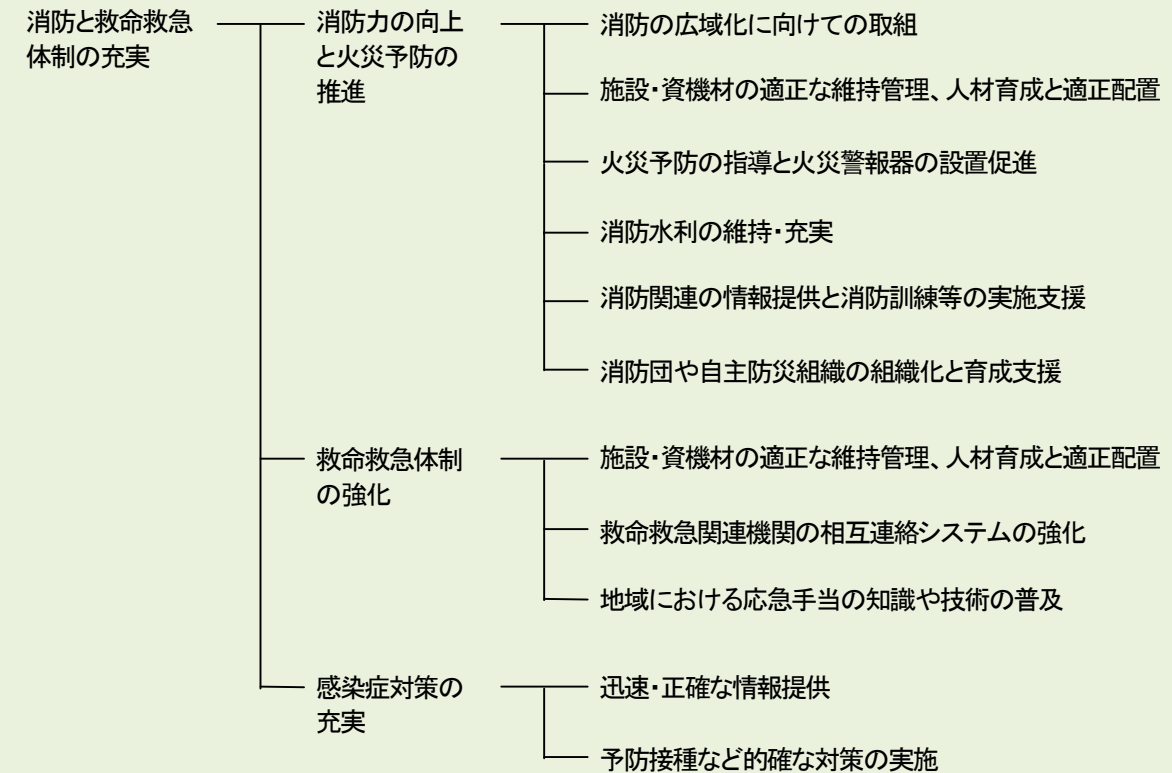 消防と救命救急
体制の充実
消防力の向上
と火災予防の
推進
消防の広域化に向けての取組
施設・資機材の適正な維持管理、人材育成と適正配置
火災予防の指導と火災警報器の設置促進
消防水利の維持・充実
消防関連の情報提供と消防訓練等の実施支援
消防団や自主防災組織の組織化と育成支援
救命救急体制
の強化
施設・資機材の適正な維持管理、人材育成と適正配置
救命救急関連機関の相互連絡システムの強化
地域における応急手当の知識や技術の普及
感染症対策の
充実
迅速・正確な情報提供
予防接種など的確な対策の実施